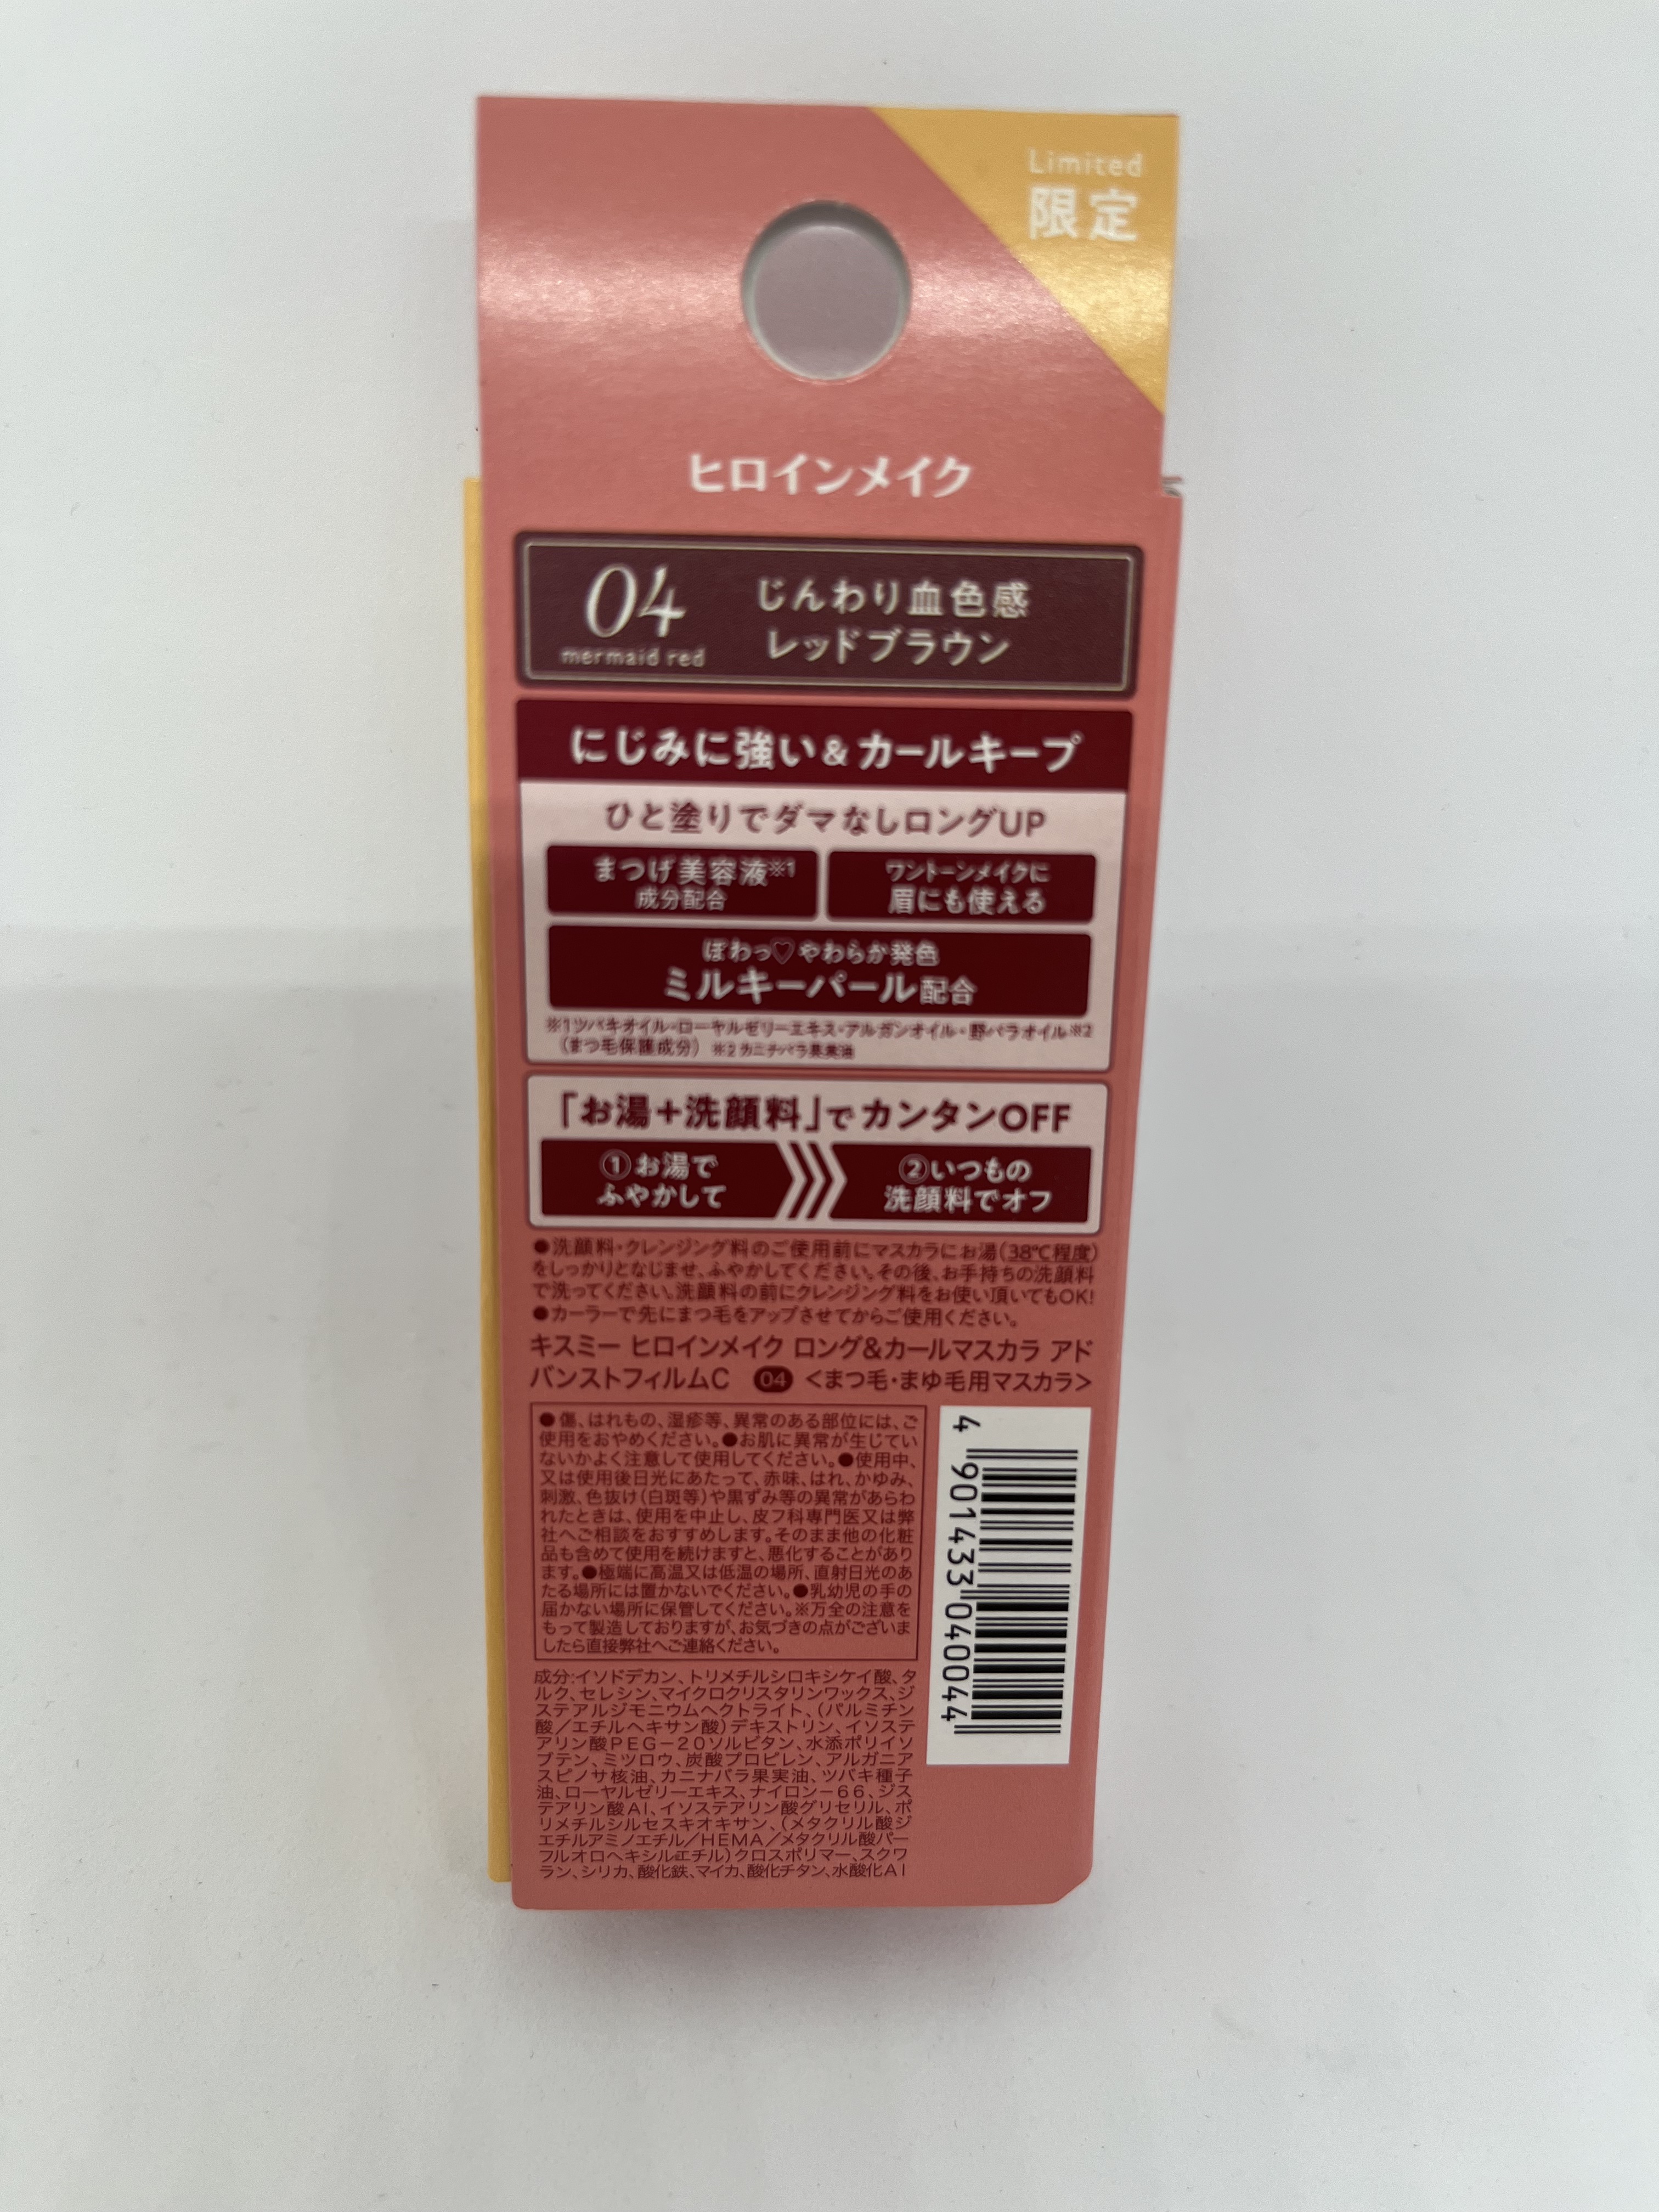 Limited
限定
ヒロインメイク
04
mermaid red
じんわり血色感
レッドブラウン
にじみに強い&カールキープ
ひと塗りでダマなしロングUP
まつげ美容液※1
成分配合
ワントーンメイクに
眉にも使える
ぽわっ♡やわらか発色
ミルキーパール配合
※1ツバキオイル・ローヤルゼリーエキス・アルガンオイル・野バラオイル※2
(まつ毛保護成分) ※2カニナバラ果実油
「お湯+洗顔料」でカンタンOFF
①お湯で
ふやかして
②いつもの
洗顔料でオフ
●洗顔料・クレンジング料のご使用前にマスカラにお湯(38℃程度)
をしっかりとなじませ、ふやかしてください。その後、お手持ちの洗顔料
で洗ってください。洗顔料の前にクレンジング料をお使い頂いてもOK!
●カーラーで先にまつ毛をアップさせてからご使用ください。
キスミー ヒロインメイク ロング&カールマスカラ アド
バンストフィルムC 04 <まつ毛・まゆ毛用マスカラ>
●傷、はれもの、湿疹等、異常のある部位には、ご
使用をおやめください。●お肌に異常が生じてい
ないかよく注意して使用してください。●使用中、
又は使用後日光にあたって、赤味、はれ、かゆみ、
刺激、色抜け(白斑等)や黒ずみ等の異常があらわ
れたときは、使用を中止し、皮フ科専門医又は弊
社へご相談をおすすめします。そのまま他の化粧
品も含めて使用を続けますと、悪化することがあり
ます。●極端に高温又は低温の場所、直射日光のあ
たる場所には置かないでください。●乳幼児の手の
届かない場所に保管してください。※万全の注意を
もって製造しておりますが、お気づきの点がございま
したら直接弊社へご連絡ください。
4 901433 040044
成分:イソドデカン、トリメチルシロキシケイ酸、タ
ルク、セレシン、マイクロクリスタリンワックス、ジ
ステアルジモニウムヘクトライト、(パルミチン
酸/エチルヘキサン酸)デキストリン、イソステ
アリン酸PEG-20ソルビタン、水添ポリイソ
ブテン、ミツロウ、炭酸プロピレン、アルガニア
スピノサ核油、カニナバラ果実油、ツバキ種子
油、ローヤルゼリーエキス、ナイロン-66、ジス
テアリン酸Al、イソステアリン酸グリセリル、ポ
リメチルシルセスキオキサン、(メタクリル酸ジ
エチルアミノエチル/HEMA/メタクリル酸パー
フルオロヘキシルエチル)クロスポリマー、スクワ
ラン、シリカ、酸化鉄、マイカ、酸化チタン、水酸化Al